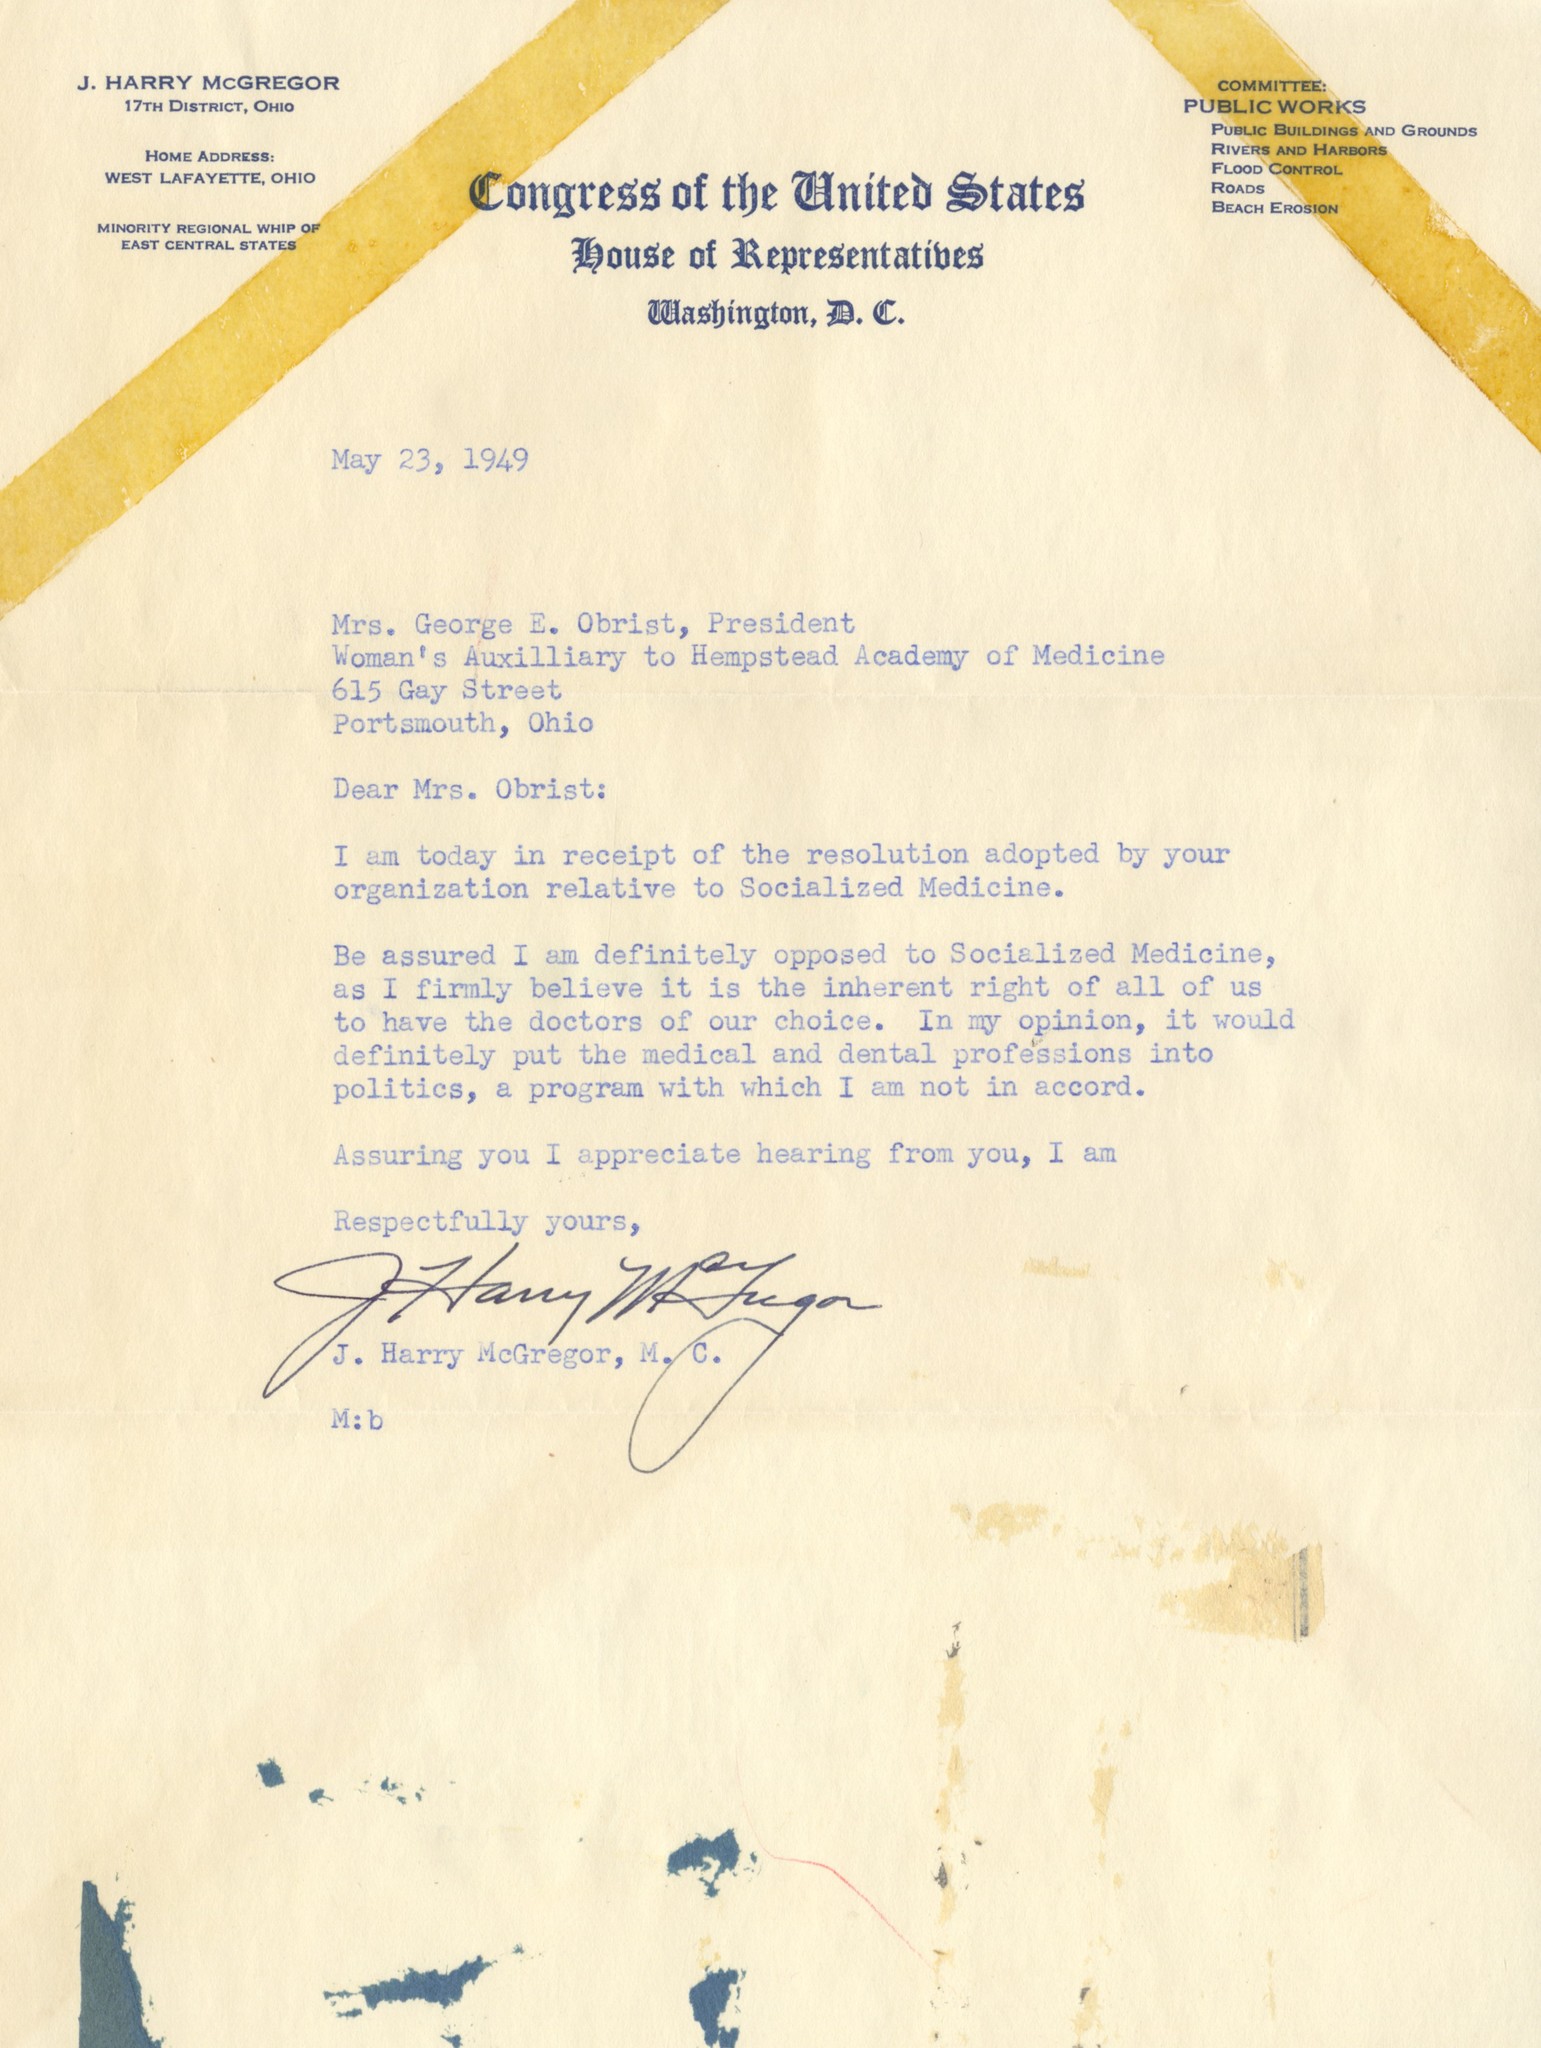 J. HARRY McGREGOR
17TH DISTRICT, OHIO
HOME ADDRESS:
WEST LAFAYETTE, OHIO
MINORITY REGIONAL WHIP OF
EAST CENTRAL STATES
COMMITTEE:
PUBLIC WORKS
PUBLIC BUILDINGS AND GROUNDS
RIVERS AND HARBORS
FLOOD CONTROL
ROADS
BEACH EROSION
Congress of the United States
House of Representatives
Washington, D. C.
May 23, 1949
Mrs. George E. Obrist, President
Woman's Auxilliary to Hempstead Academy of Medicine
615 Gay Street
Portsmouth, Ohio
Dear Mrs. Obrist:
I am today in receipt of the resolution adopted by your
organization relative to Socialized Medicine.
Be assured I am definitely opposed to Socialized Medicine,
as I firmly believe it is the inherent right of all of us
to have the doctors of our choice. In my opinion, it would
definitely put the medical and dental professions into
politics, a program with which I am not in accord.
Assuring you I appreciate hearing from you, I am
Respectfully yours,
J. Harry McGregor
J. Harry McGregor, M. C.
M:b